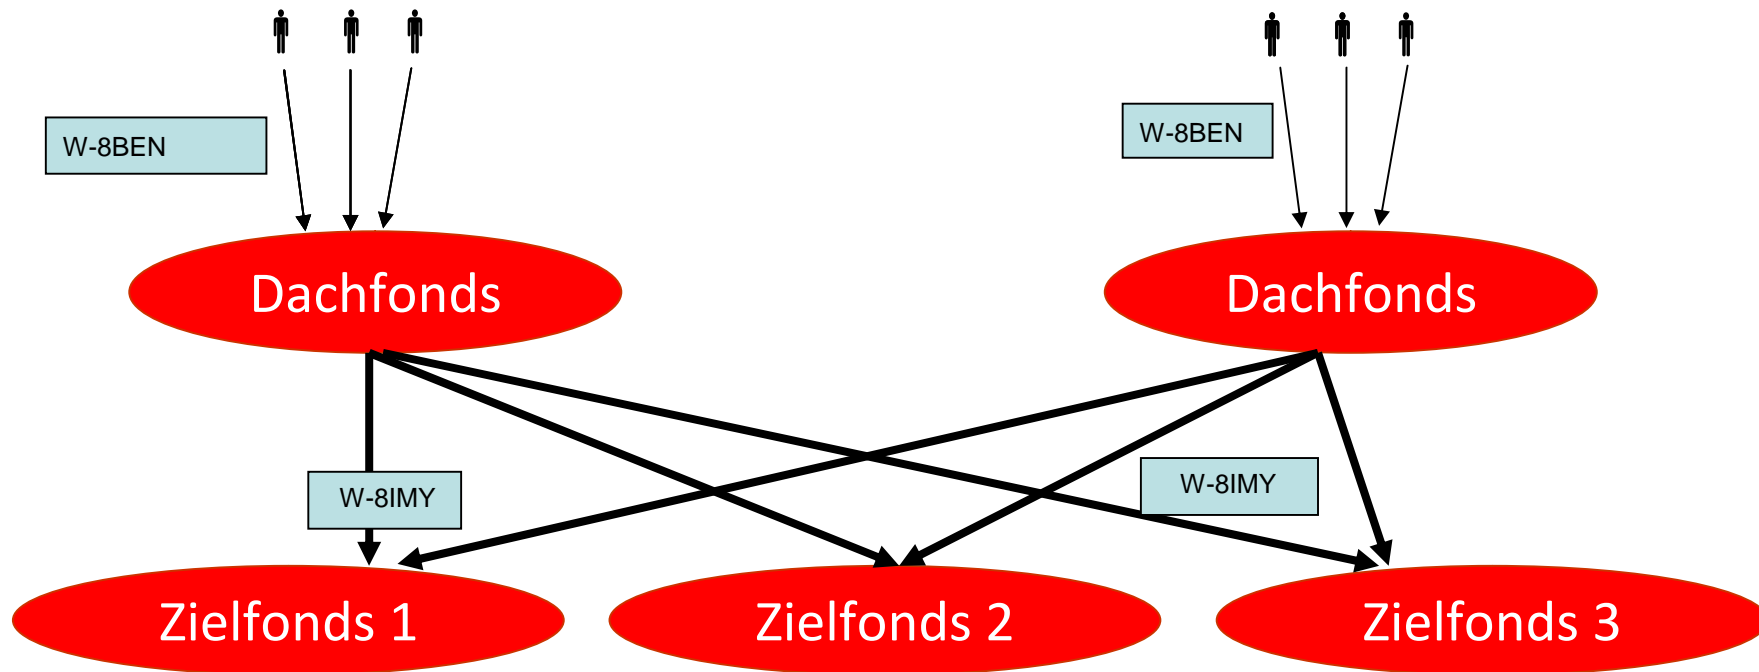 W-8BEN
W-8BEN
Dachfonds
Dachfonds
W-8IMY
W-8IMY
Zielfonds 1
Zielfonds 2
Zielfonds 3